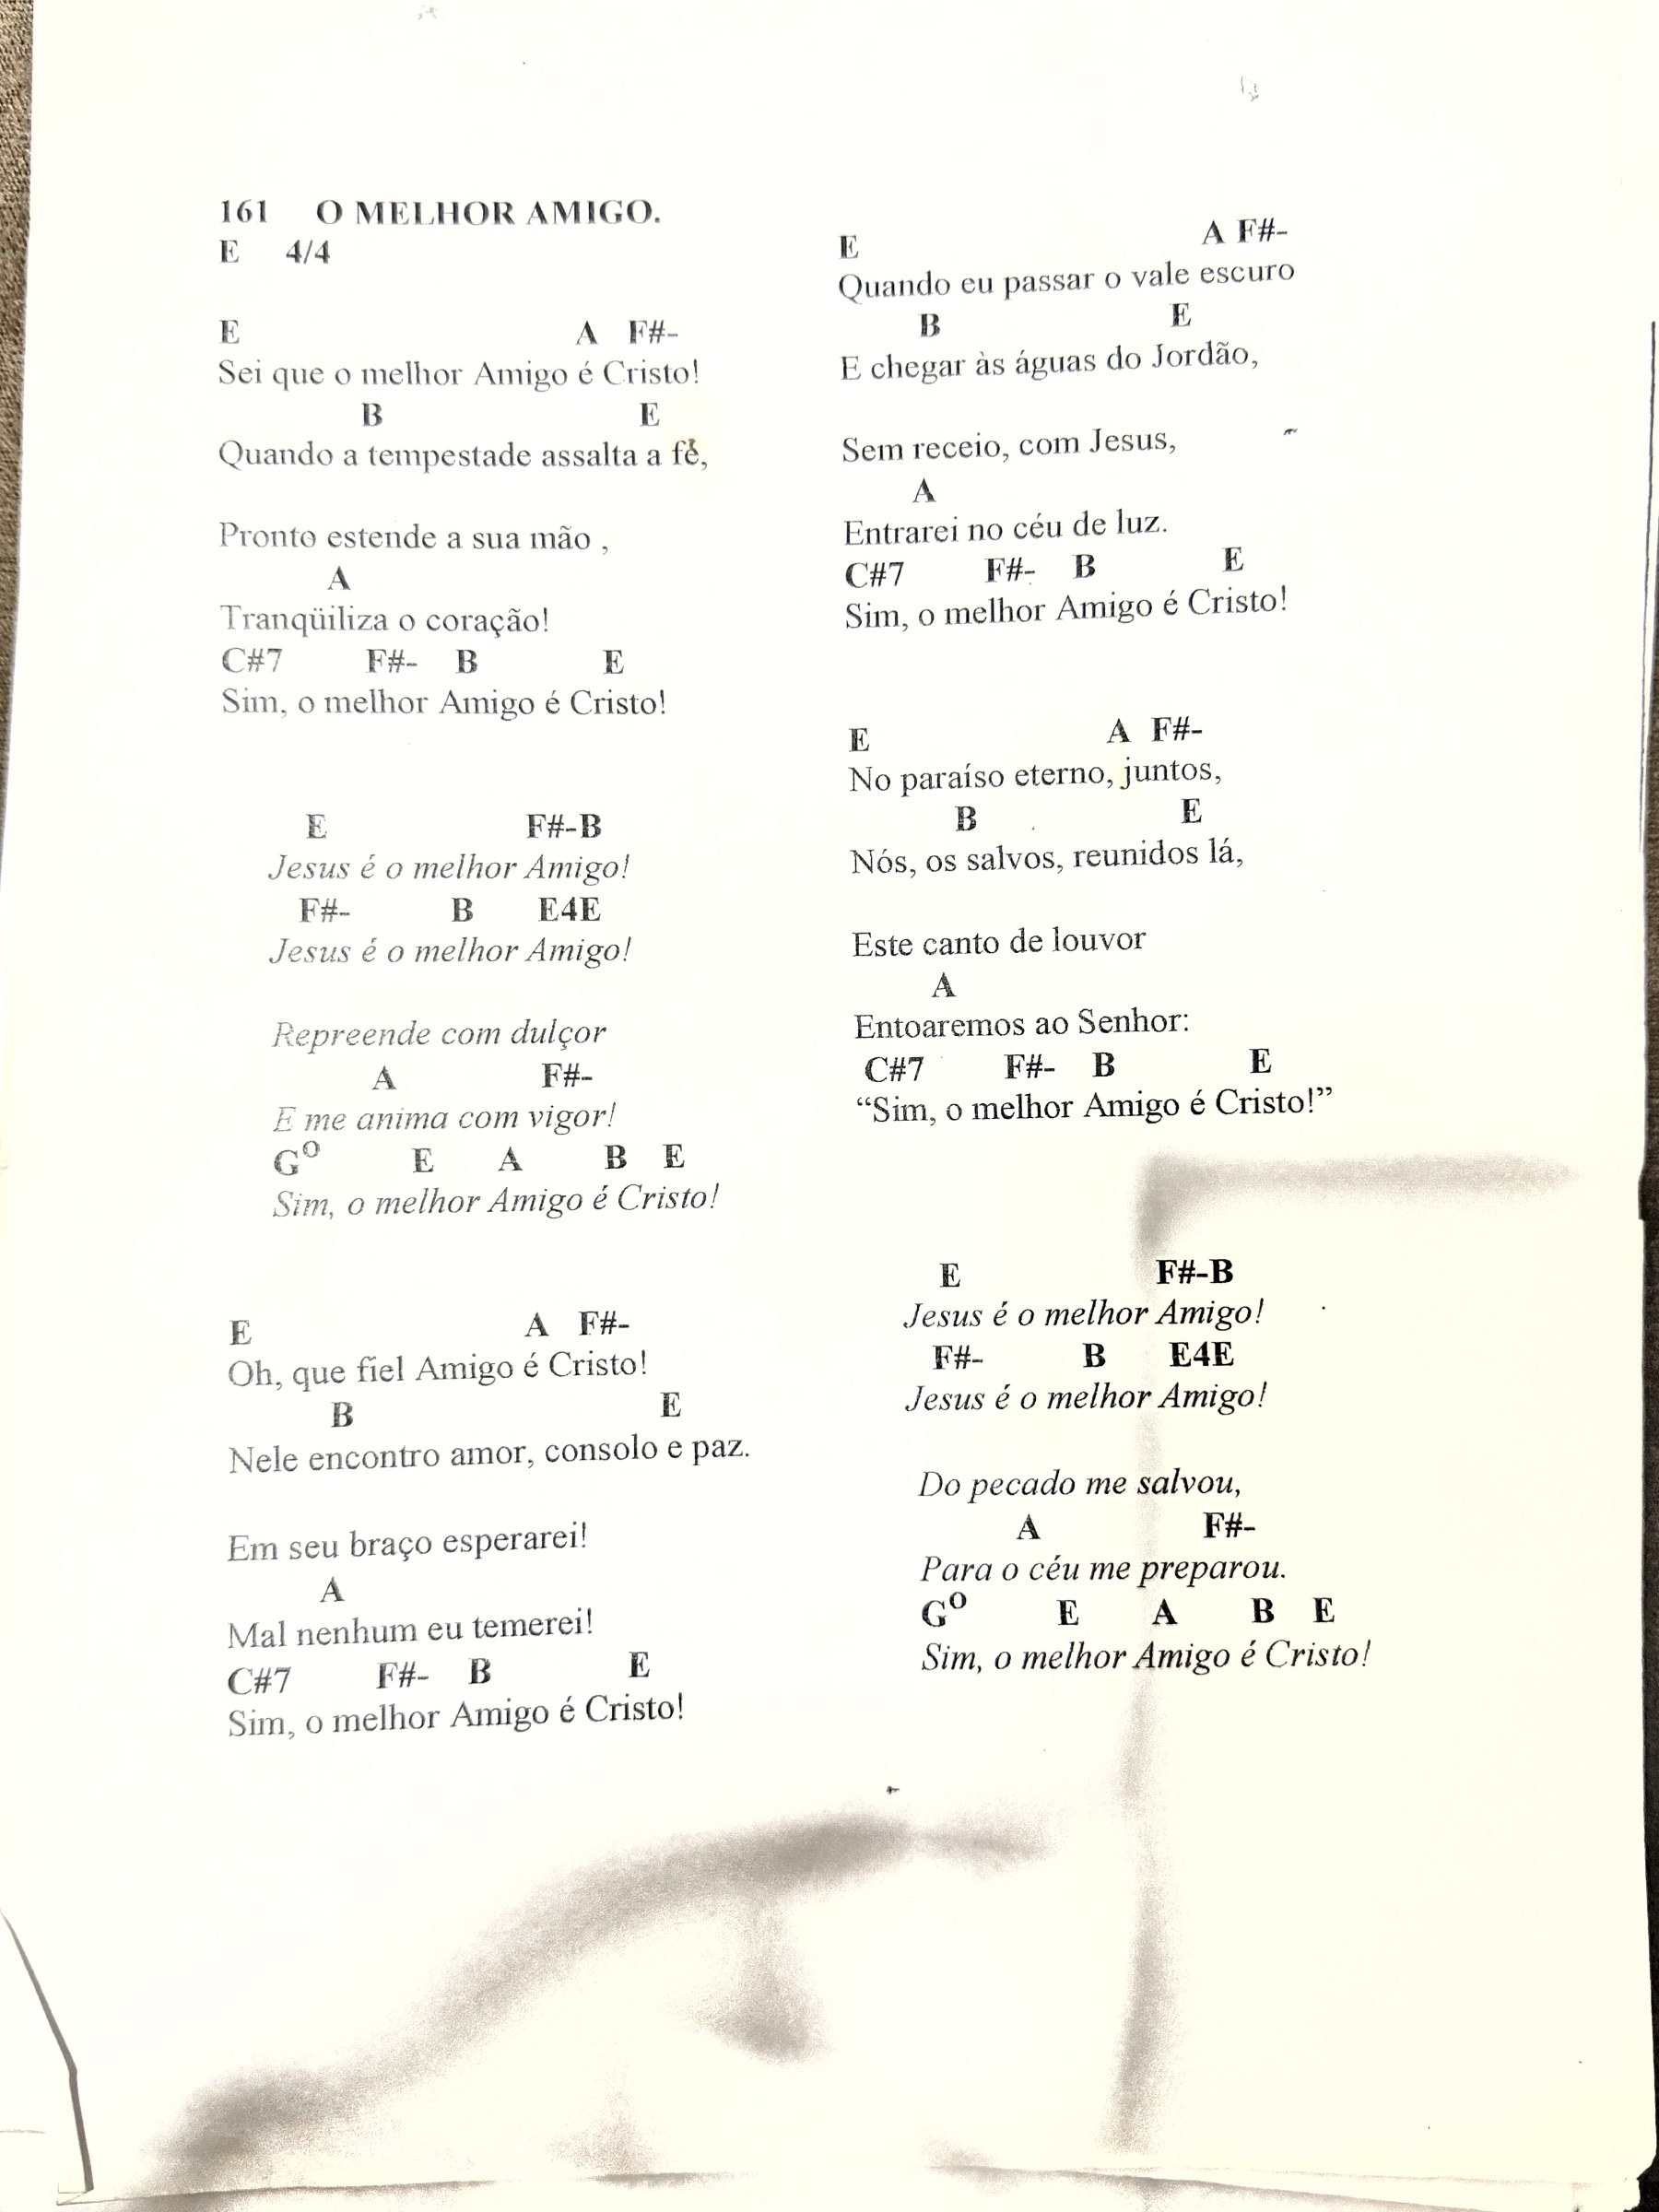 161 O MELHOR AMIGO.
E 4/4
E A F#-
Sei que o melhor Amigo é Cristo!
B E
Quando a tempestade assalta a fé,
Pronto estende a sua mão ,
A
Tranqüiliza o coração!
C#7 F#- B E
Sim, o melhor Amigo é Cristo!
E F#-B
Jesus é o melhor Amigo!
F#- B E4E
Jesus é o melhor Amigo!
Repreende com dulçor
A F#-
E me anima com vigor!
Gº E A B E
Sim, o melhor Amigo é Cristo!
E A F#-
Oh, que fiel Amigo é Cristo!
B E
Nele encontro amor, consolo e paz.
Em seu braço esperarei!
A
Mal nenhum eu temerei!
C#7 F#- B E
Sim, o melhor Amigo é Cristo!
E A F#-
Quando eu passar o vale escuro
B E
E chegar às águas do Jordão,
Sem receio, com Jesus,
A
Entrarei no céu de luz.
C#7 F#- B E
Sim, o melhor Amigo é Cristo!
E A F#-
No paraíso eterno, juntos,
B E
Nós, os salvos, reunidos lá,
Este canto de louvor
A
Entoaremos ao Senhor:
C#7 F#- B E
“Sim, o melhor Amigo é Cristo!”
E F#-B
Jesus é o melhor Amigo!
F#- B E4E
Jesus é o melhor Amigo!
Do pecado me salvou,
A F#-
Para o céu me preparou.
Gº E A B E
Sim, o melhor Amigo é Cristo!